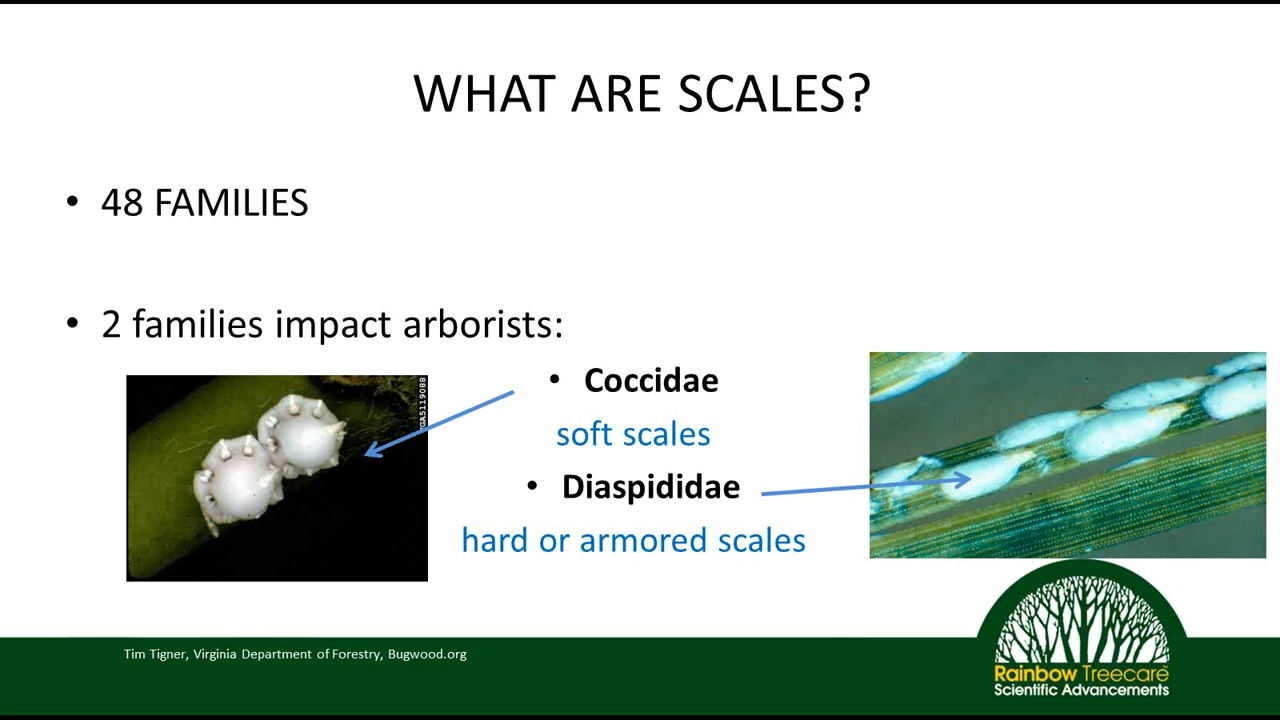 WHAT ARE SCALES?
• 48 FAMILIES
• 2 families impact arborists:
• Coccidae
soft scales
• Diaspididae
hard or armored scales
UGA5119088
Tim Tigner, Virginia Department of Forestry, Bugwood.org
Rainbow Treecare
Scientific Advancements